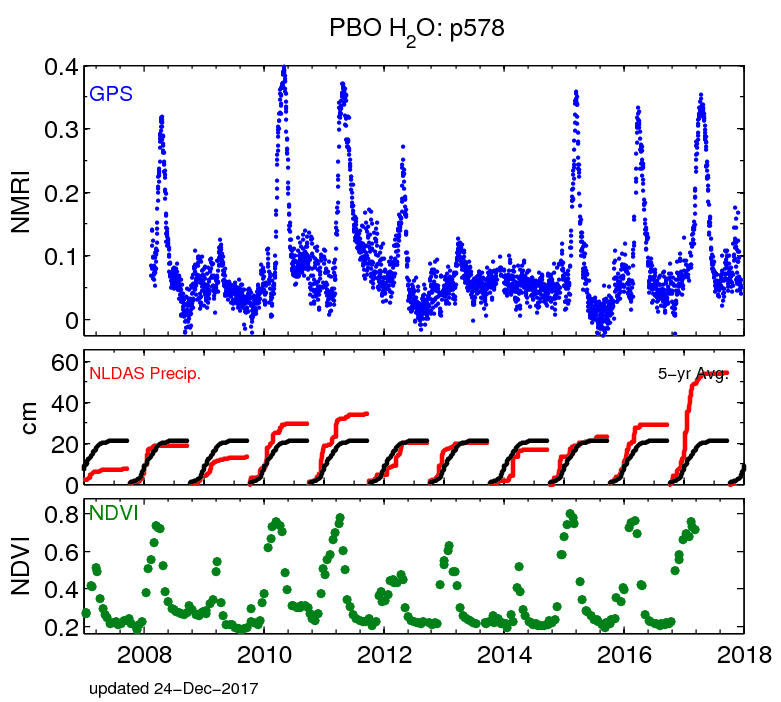 PBO H2O: p578
0.4
GPS
0.3
NMRI
0.2
0.1
0
60
NLDAS Precip.
5−yr Avg.
40
cm
20
0
0.8
NDVI
0.6
NDVI
0.4
0.2
2008 2010 2012 2014 2016 2018
updated 24−Dec−2017